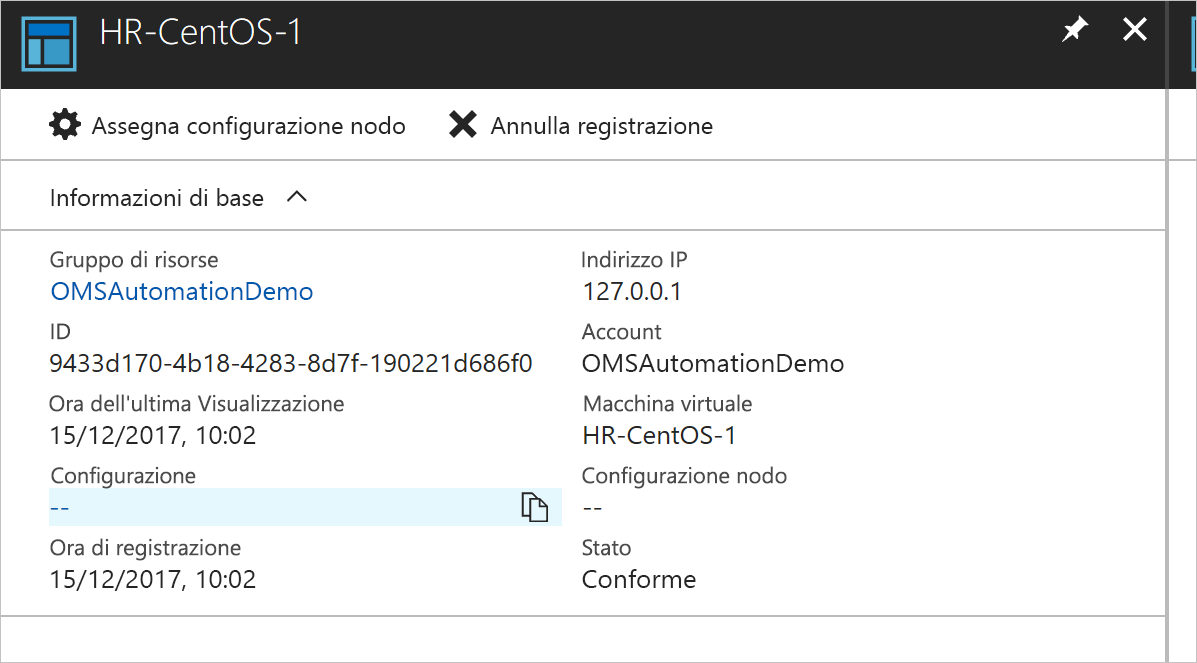 HR-CentOS-1
Assegna configurazione nodo
Annulla registrazione
Informazioni di base
Gruppo di risorse
OMSAutomationDemo
Indirizzo IP
127.0.0.1
ID
9433d170-4b18-4283-8d7f-190221d686f0
Account
OMSAutomationDemo
Ora dell'ultima Visualizzazione
15/12/2017, 10:02
Macchina virtuale
HR-CentOS-1
Configurazione
--
Configurazione nodo
--
Ora di registrazione
15/12/2017, 10:02
Stato
Conforme